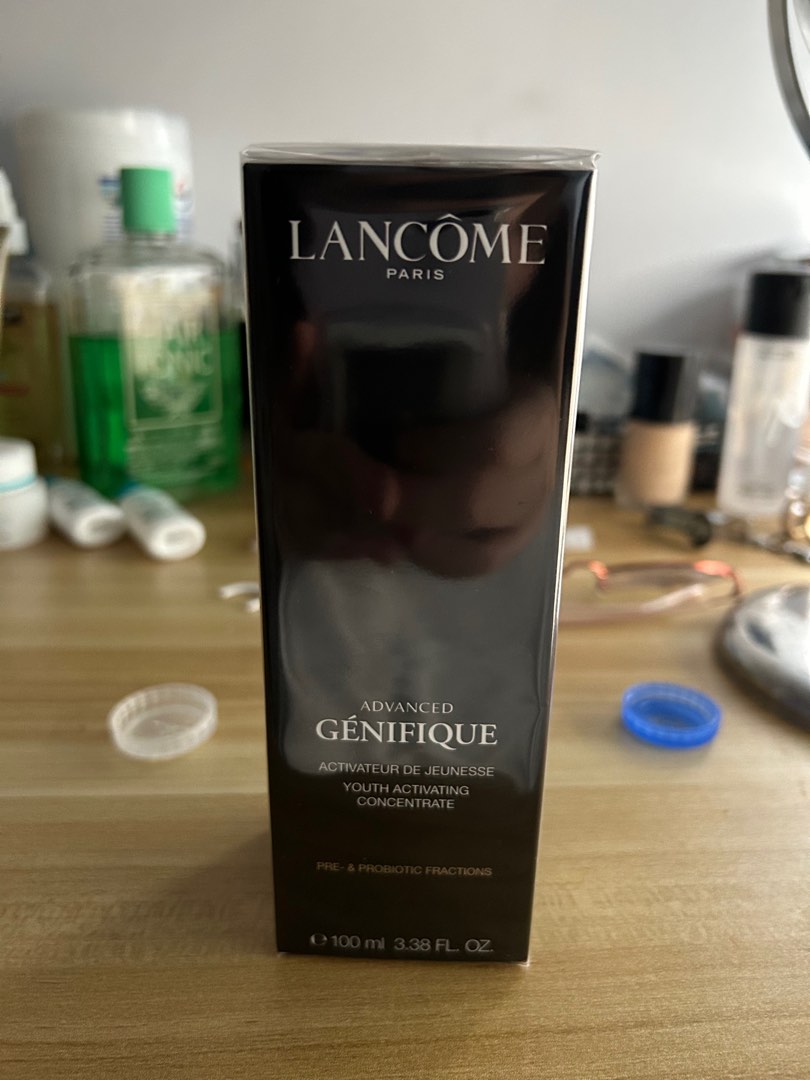 LANCÔME
PARIS
ADVANCED
GÉNIFIQUE
ACTIVATEUR DE JEUNESSE
YOUTH ACTIVATING
CONCENTRATE
PRE- & PROBIOTIC FRACTIONS
℮ 100 ml 3.38 FL. OZ.